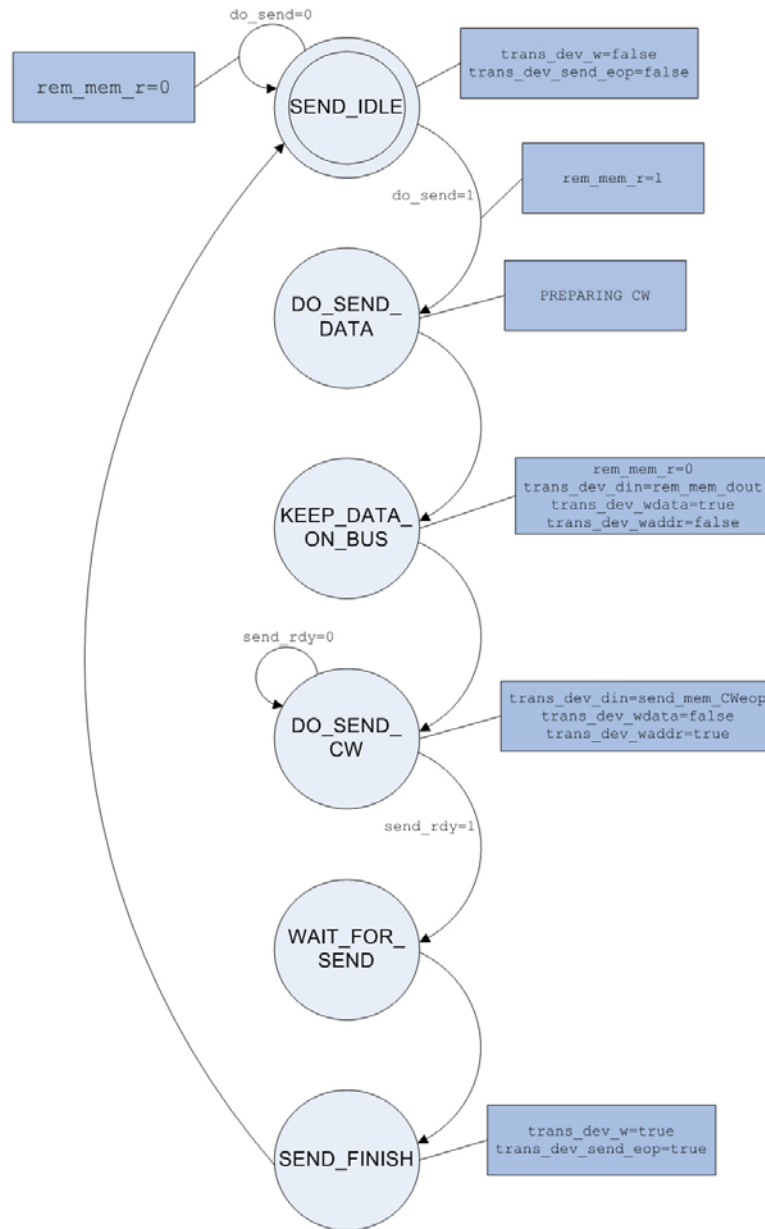 do_send=0
rem_mem_r=0
trans_dev_w=false
trans_dev_send_eop=false
SEND_IDLE
do_send=1
rem_mem_r=1
DO_SEND_
DATA
PREPARING CW
KEEP_DATA_
ON_BUS
rem_mem_r=0
trans_dev_din=rem_mem_dout
trans_dev_wdata=true
trans_dev_waddr=false
send_rdy=0
DO_SEND_
CW
trans_dev_din=send_mem_CWeop
trans_dev_wdata=false
trans_dev_waddr=true
send_rdy=1
WAIT_FOR_
SEND
SEND_FINISH
trans_dev_w=true
trans_dev_send_eop=true